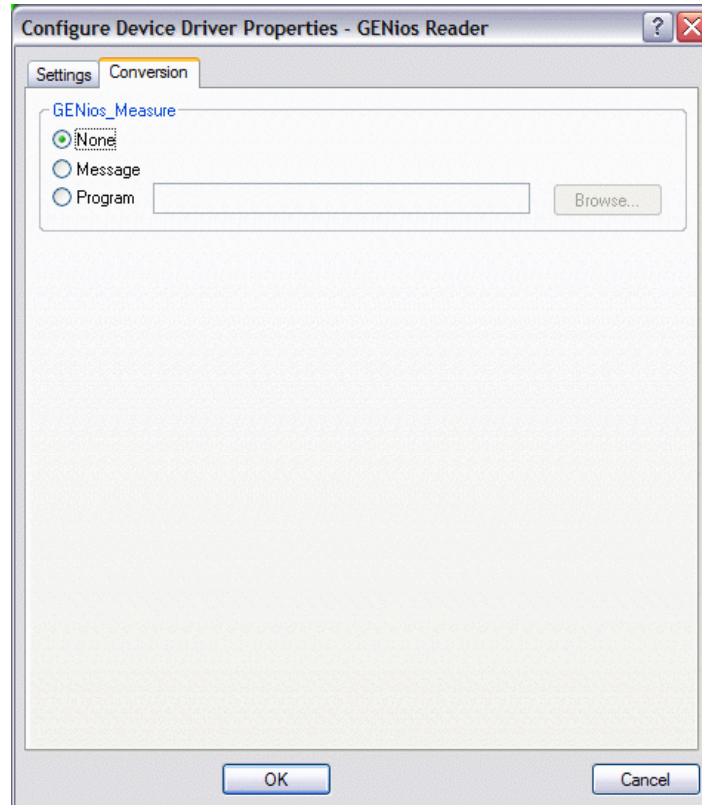 Configure Device Driver Properties - GENios Reader
Settings Conversion
GENios_Measure
None
Message
Program Browse...
OK Cancel